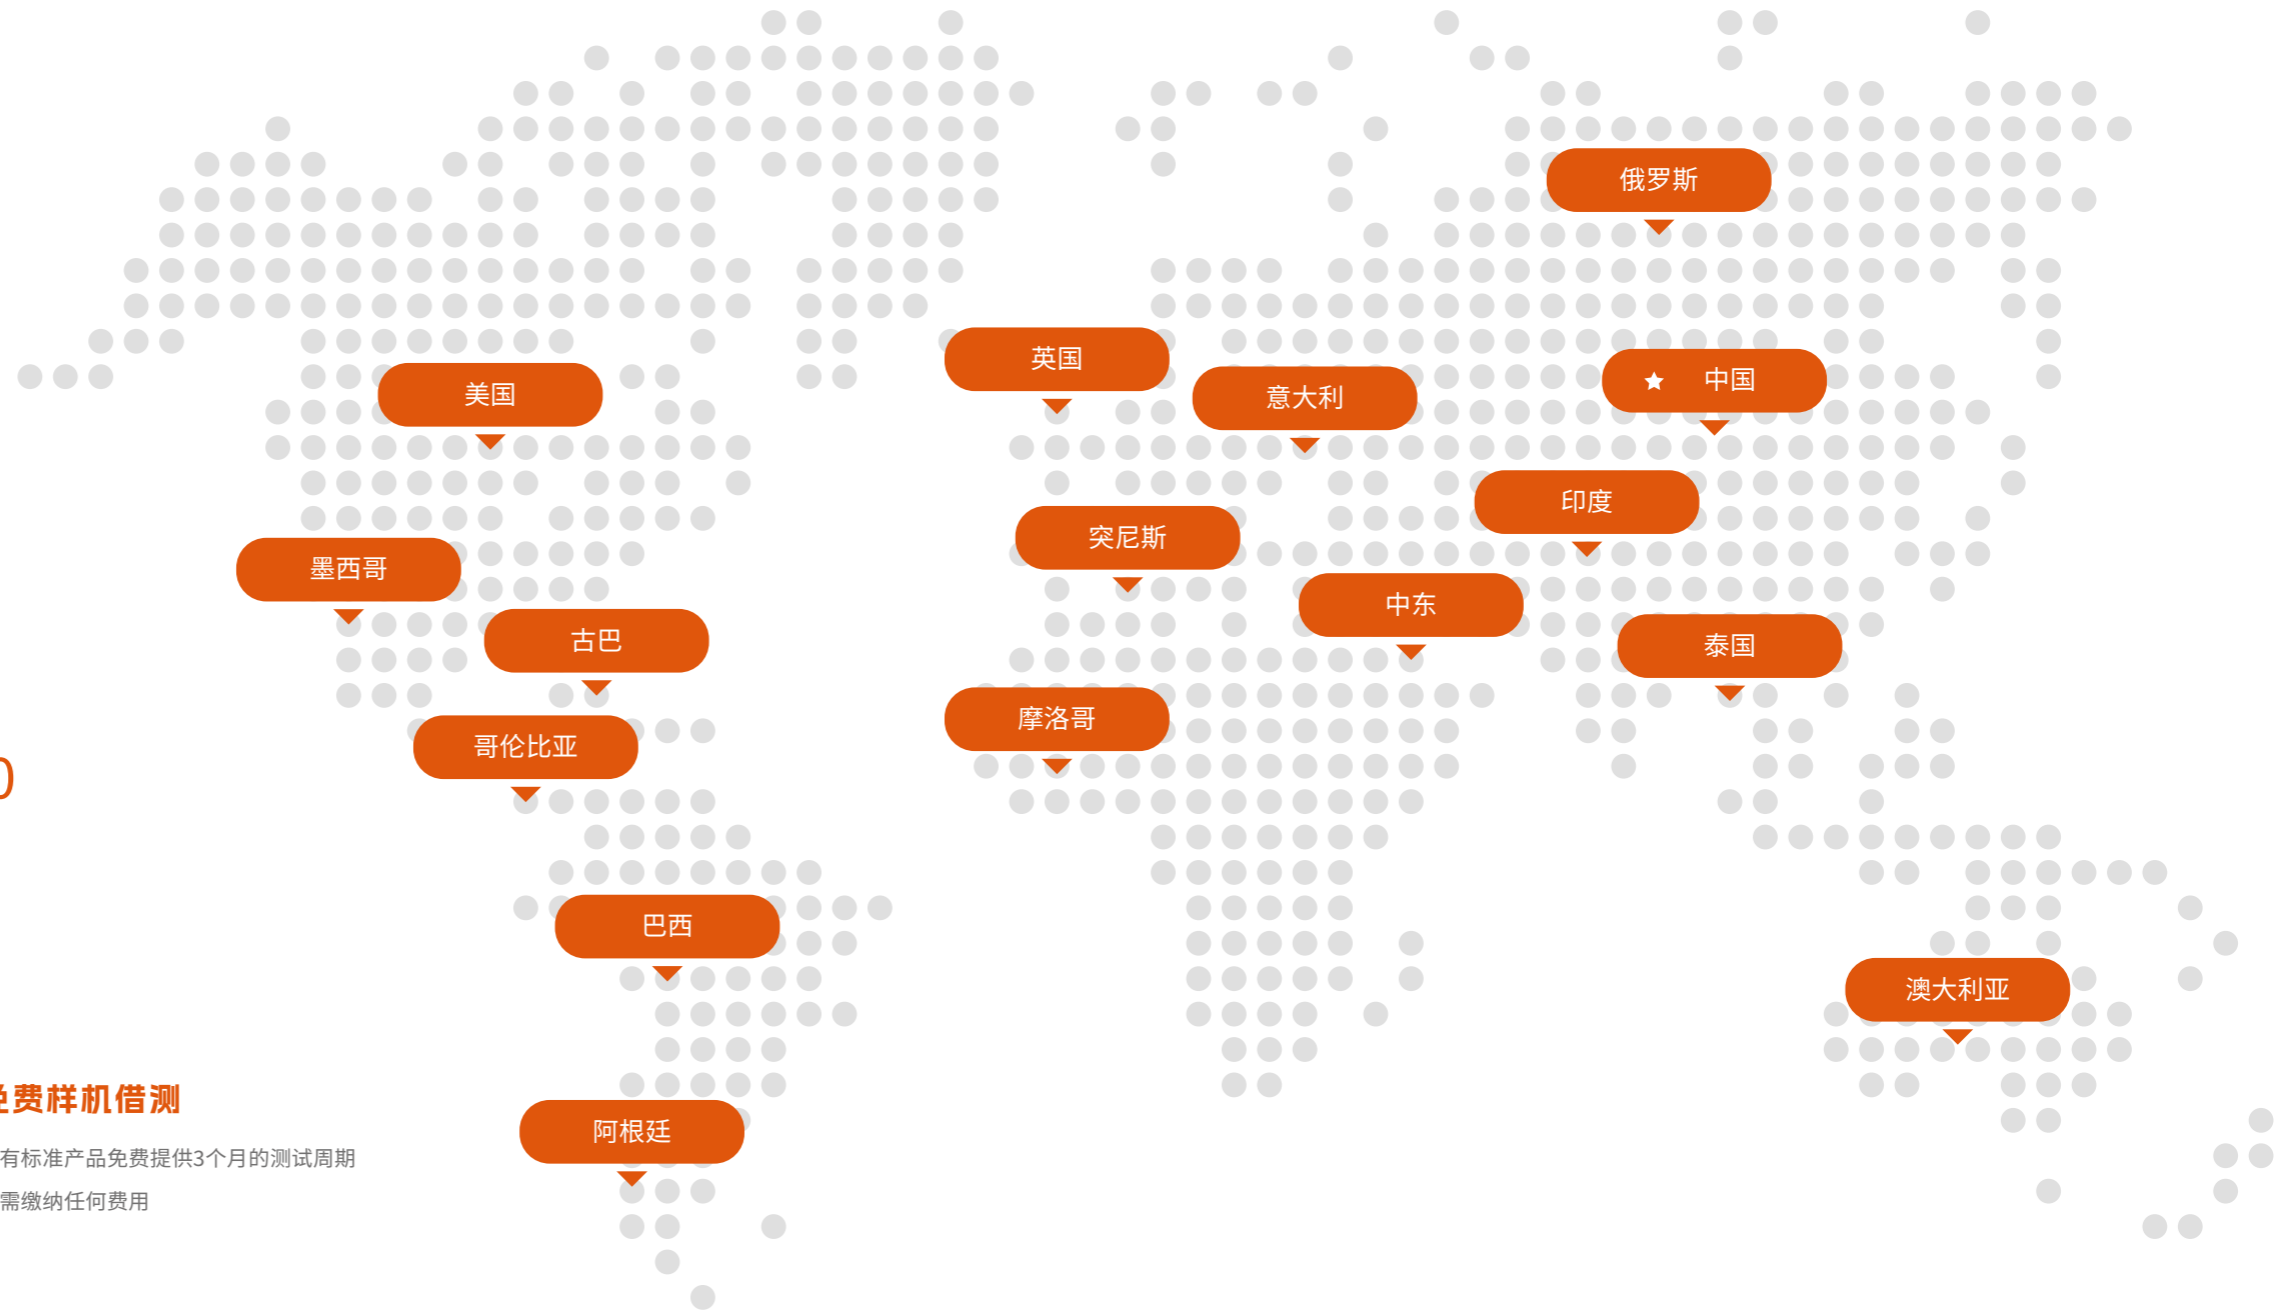 俄罗斯
英国
中国
美国
意大利
印度
突尼斯
墨西哥
中东
古巴
泰国
摩洛哥
哥伦比亚
0
巴西
澳大利亚
免费样机借测
阿根廷
有标准产品免费提供3个月的测试周期
需缴纳任何费用